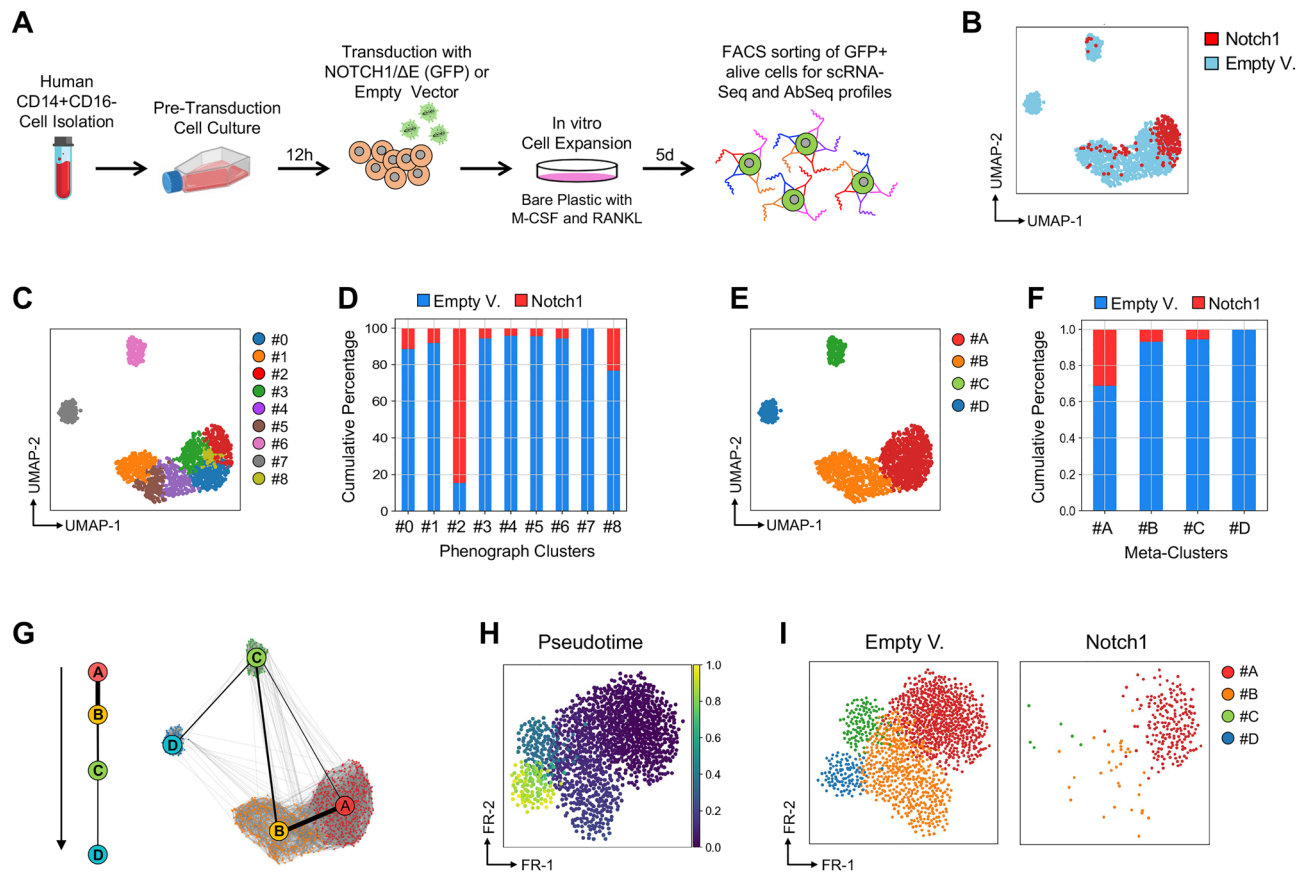 A
Human
CD14+CD16-
Cell Isolation
Pre-Transduction
Cell Culture
12h
Transduction with
NOTCH1/ΔE (GFP) or
Empty Vector
In vitro
Cell Expansion
Bare Plastic with
M-CSF and RANKL
5d
FACS sorting of GFP+
alive cells for scRNA-
Seq and AbSeq profiles
B
UMAP-2
UMAP-1
Notch1
Empty V.
C
UMAP-2
UMAP-1
#0
#1
#2
#3
#4
#5
#6
#7
#8
D
Empty V. Notch1
Cumulative Percentage
100
80
60
40
20
0
#0 #1 #2 #3 #4 #5 #6 #7 #8
Phenograph Clusters
E
UMAP-2
UMAP-1
#A
#B
#C
#D
F
Empty V. Notch1
Cumulative Percentage
1.0
0.8
0.6
0.4
0.2
0.0
#A #B #C #D
Meta-Clusters
G
A
B
C
D
C
D
A
B
H
Pseudotime
1.0
0.8
0.6
0.4
0.2
0.0
FR-2
FR-1
I
Empty V.
Notch1
FR-2
FR-1
#A
#B
#C
#D